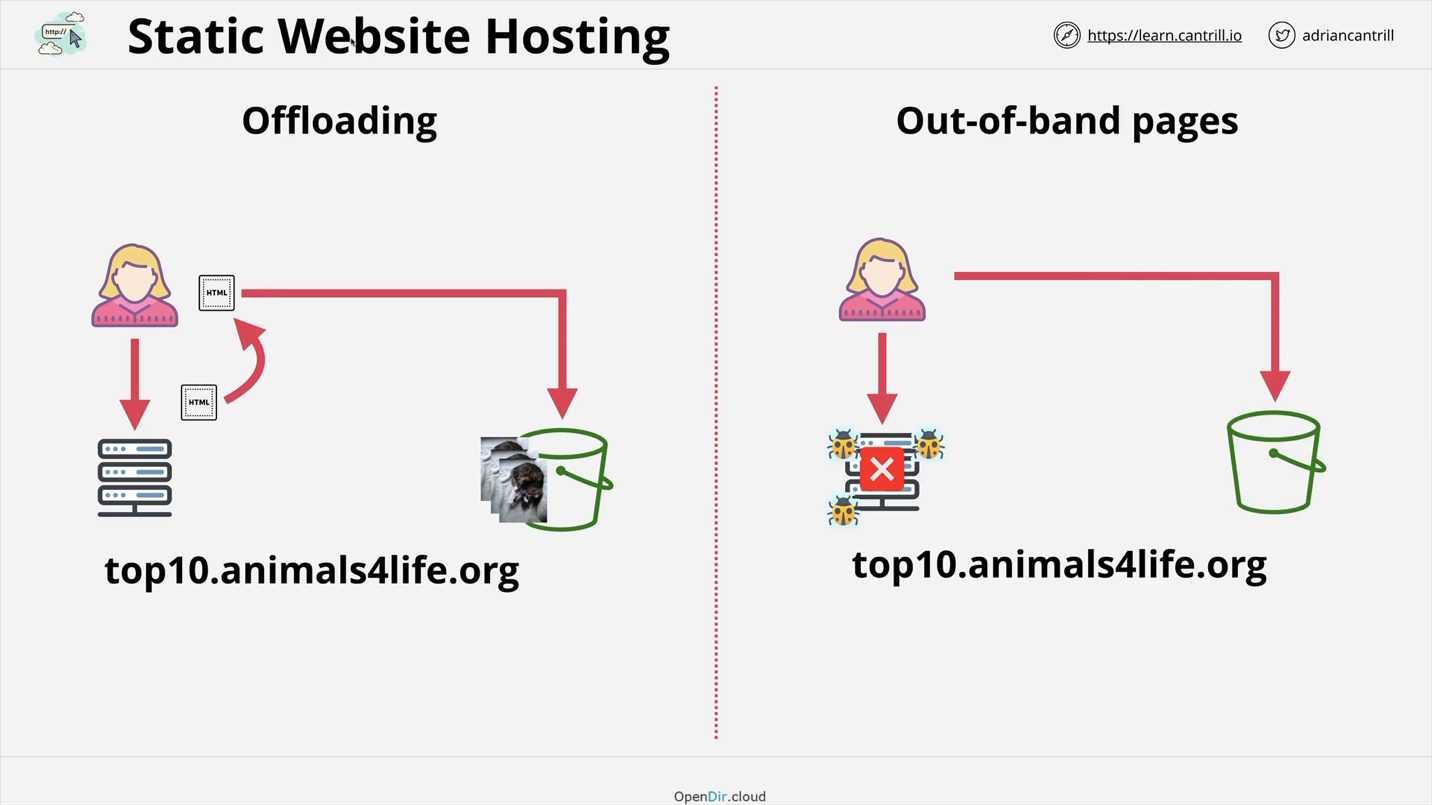 http://
Static Website Hosting
https://learn.cantrill.io
adriancantrill
Offloading
Out-of-band pages
HTML
HTML
top10.animals4life.org
top10.animals4life.org
OpenDir.cloud